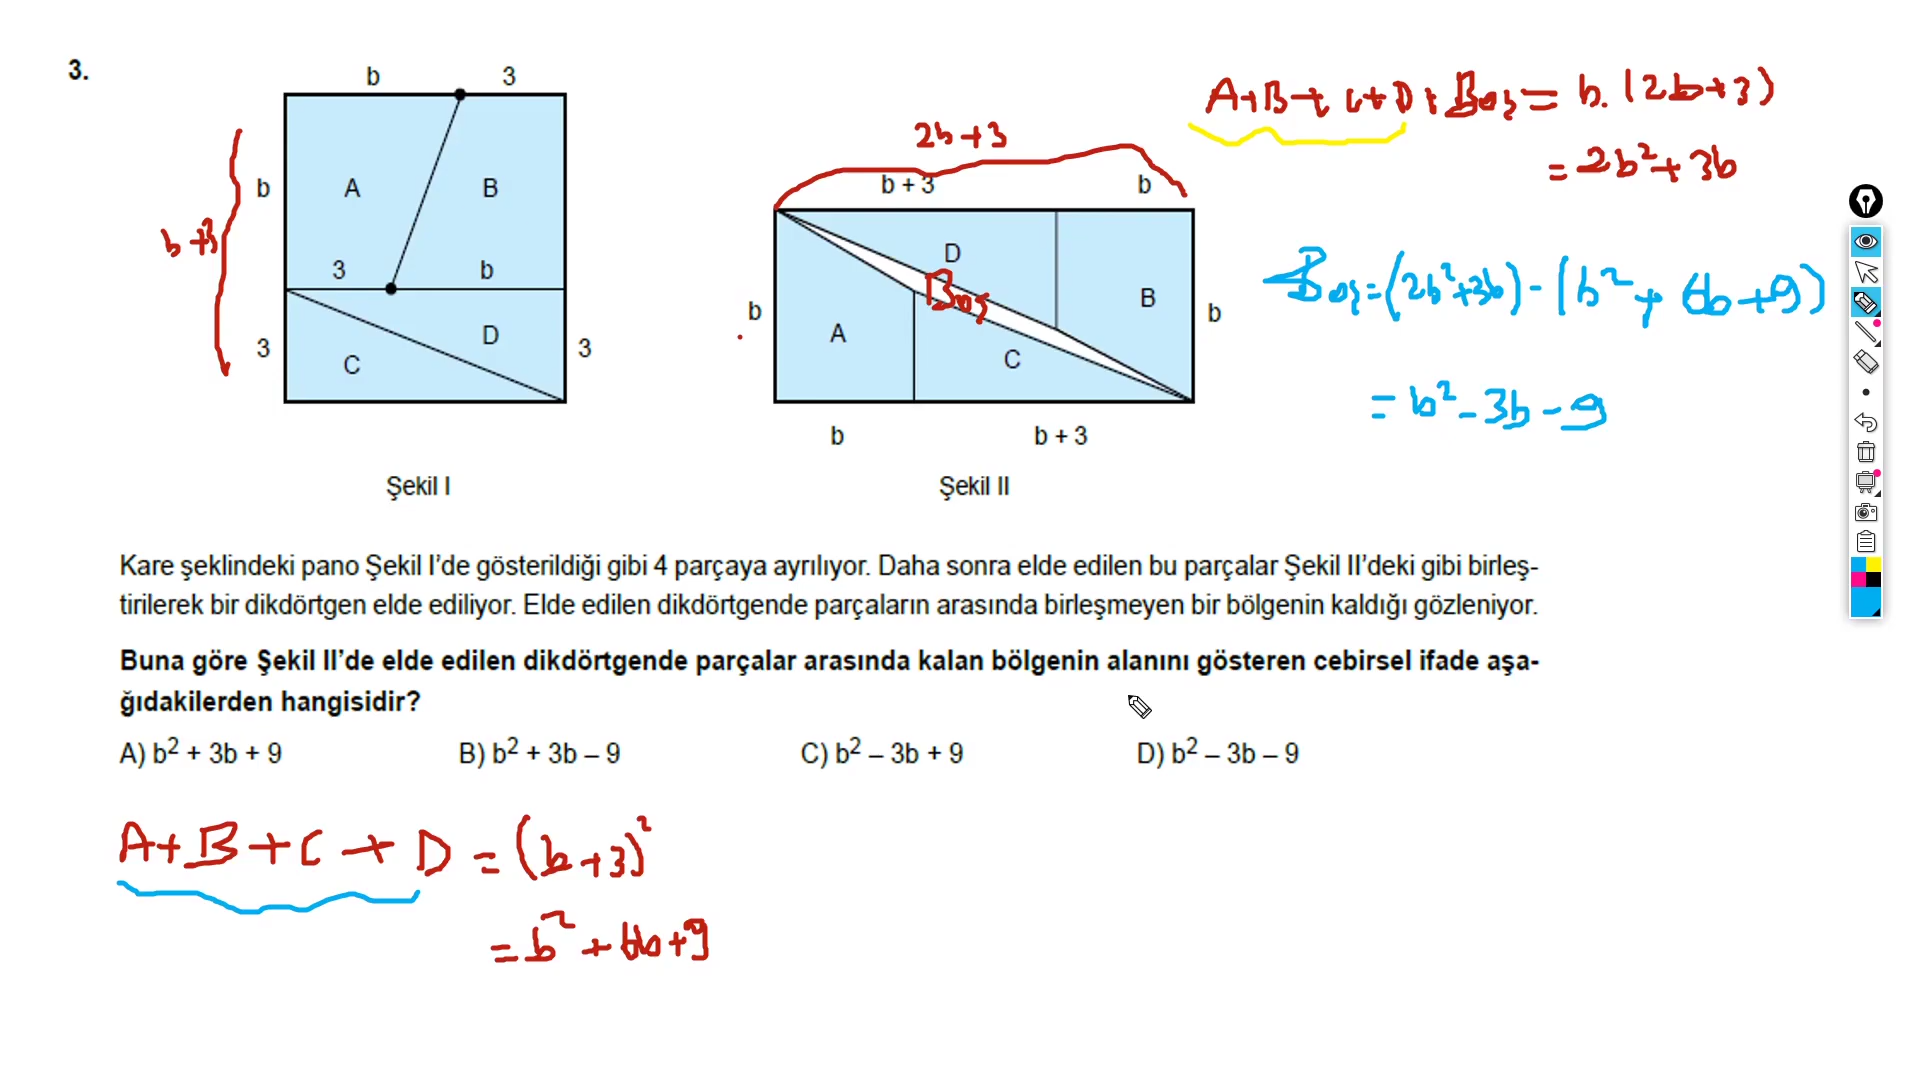 3.
b 3
b A B
b+3
3 b
3 C D 3
Şekil I
2b+3
b + 3 b
D
Boş
b A B b
C
b b + 3
Şekil II
A+B+C+D+Boş = b.(2b+3)
= 2b²+3b
Boş=(2b²+3b)-(b²+6b+9)
= b²-3b-9
Kare şeklindeki pano Şekil I’de gösterildiği gibi 4 parçaya ayrılıyor. Daha sonra elde edilen bu parçalar Şekil II’deki gibi birleş-
tirilerek bir dikdörtgen elde ediliyor. Elde edilen dikdörtgende parçaların arasında birleşmeyen bir bölgenin kaldığı gözleniyor.
Buna göre Şekil II’de elde edilen dikdörtgende parçalar arasında kalan bölgenin alanını gösteren cebirsel ifade aşa-
ğıdakilerden hangisidir?
A) b² + 3b + 9 B) b² + 3b – 9 C) b² – 3b + 9 D) b² – 3b – 9
A+B+C+D = (b+3)²
= b²+6b+9